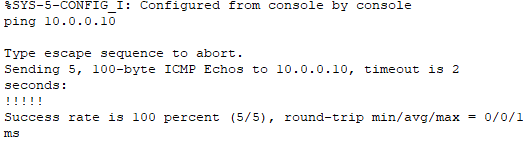 %SYS-5-CONFIG_I: Configured from console by console
ping 10.0.0.10
Type escape sequence to abort.
Sending 5, 100-byte ICMP Echos to 10.0.0.10, timeout is 2
seconds:
!!!!!
Success rate is 100 percent (5/5), round-trip min/avg/max = 0/0/1
ms